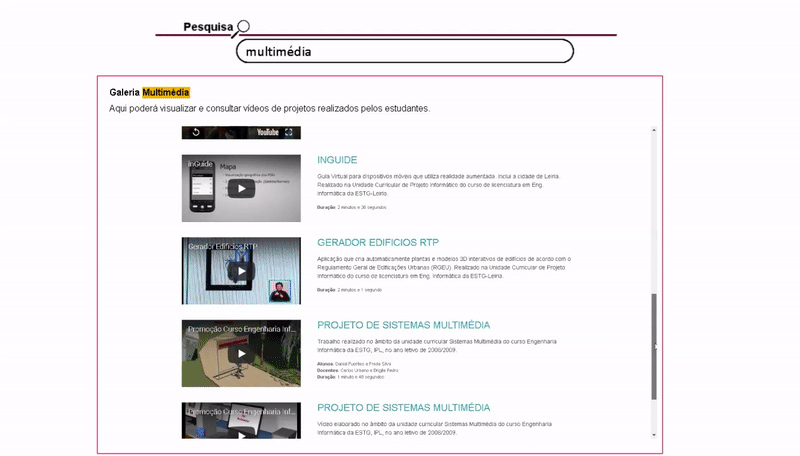 Pesquisa
multimédia
Galeria Multimédia
Aqui poderá visualizar e consultar vídeos de projetos realizados pelos estudantes.
YouTube
InGuide
Mapa
INGUIDE
Guia Virtual para dispositivos móveis que utiliza realidade aumentada. Inclui a cidade de Leiria.
Realizado na Unidade Curricular de Projeto Informático do curso de licenciatura em Eng.
Informática da ESTG-Leiria.
Duração: 2 minutos e 36 segundos
Gerador Edificios RTP
GERADOR EDIFICIOS RTP
Aplicação que cria automaticamente plantas e modelos 3D interativos de edifícios de acordo com o
Regulamento Geral de Edificações Urbanas (RGEU). Realizado na Unidade Curricular de Projeto
Informático do curso de licenciatura em Eng. Informática da ESTG-Leiria.
Duração: 2 minutos e 1 segundo
Promoção Curso Engenharia Inf...
PROJETO DE SISTEMAS MULTIMÉDIA
Trabalho realizado no âmbito da unidade curricular Sistemas Multimédia do curso Engenharia
Informática da ESTG, IPL, no ano letivo de 2008/2009.
Alunos: Daniel Fuentes e
Docentes: Carlos Urbano e
Duração: 1 minuto e 48 segundos
Promoção Curso Engenharia Inf...
PROJETO DE SISTEMAS MULTIMÉDIA
Vídeo elaborado no âmbito da unidade curricular Sistemas Multimédia do curso Engenharia
Informática da ESTG, IPL, no ano letivo de 2008/2009.